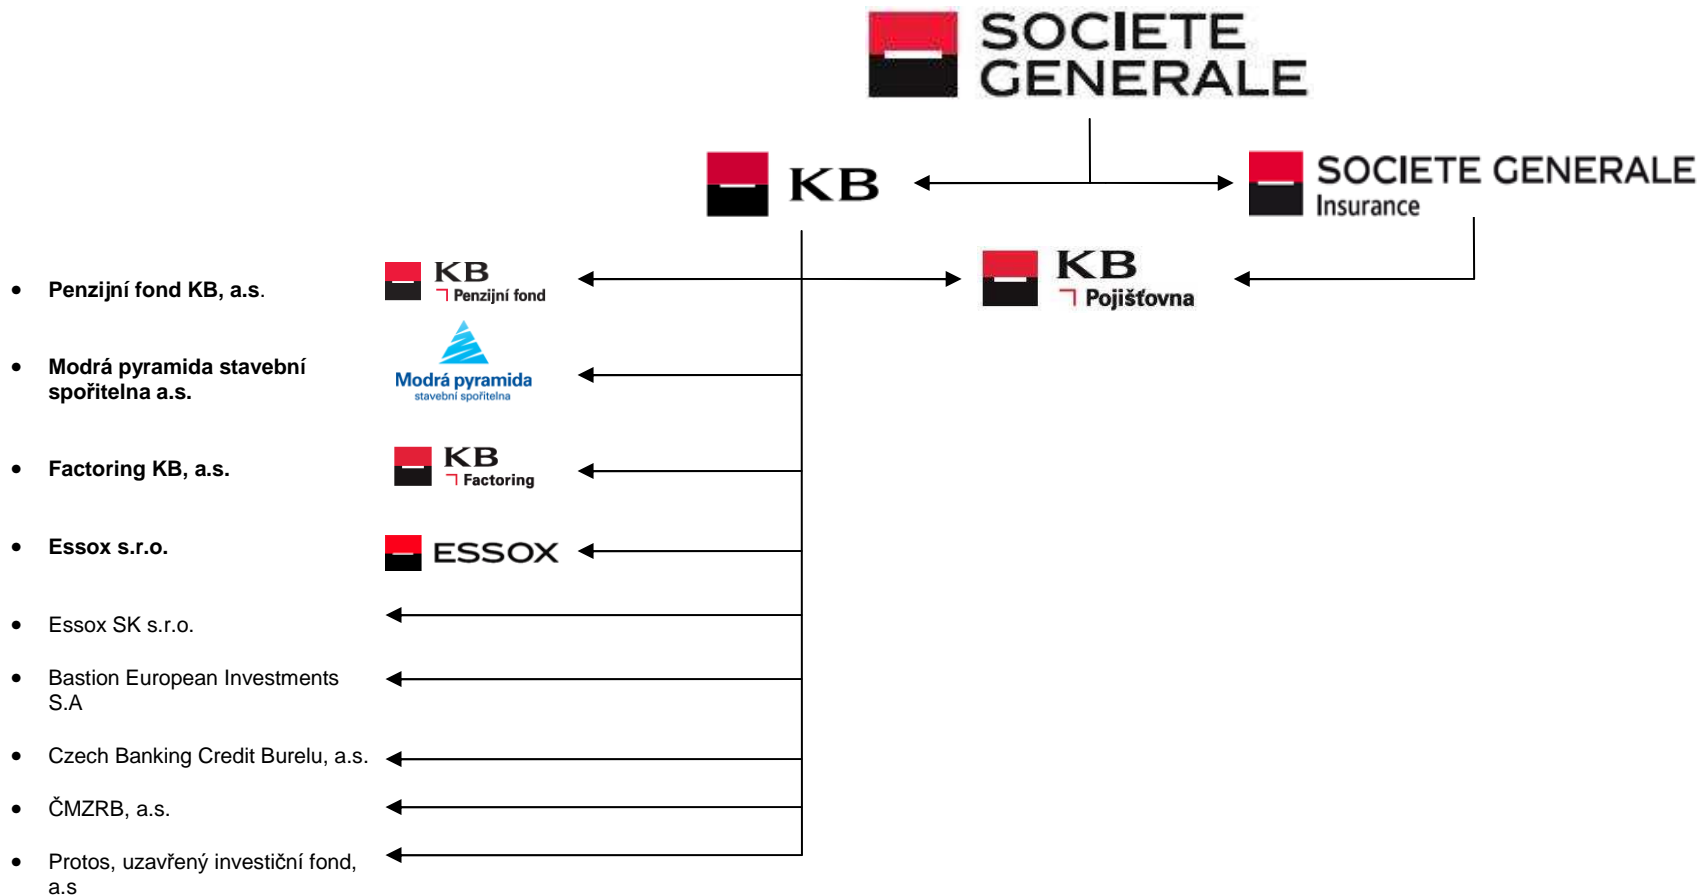 SOCIETE
GENERALE
KB
SOCIETE GENERALE
Insurance
• Penzijní fond KB, a.s.
KB
Penzijní fond
KB
Pojišťovna
• Modrá pyramida stavební
spořitelna a.s.
Modrá pyramida
stavební spořitelna
• Factoring KB, a.s.
KB
Factoring
• Essox s.r.o.
ESSOX
• Essox SK s.r.o.
• Bastion European Investments
S.A
• Czech Banking Credit Burelu, a.s.
• ČMZRB, a.s.
• Protos, uzavřený investiční fond,
a.s